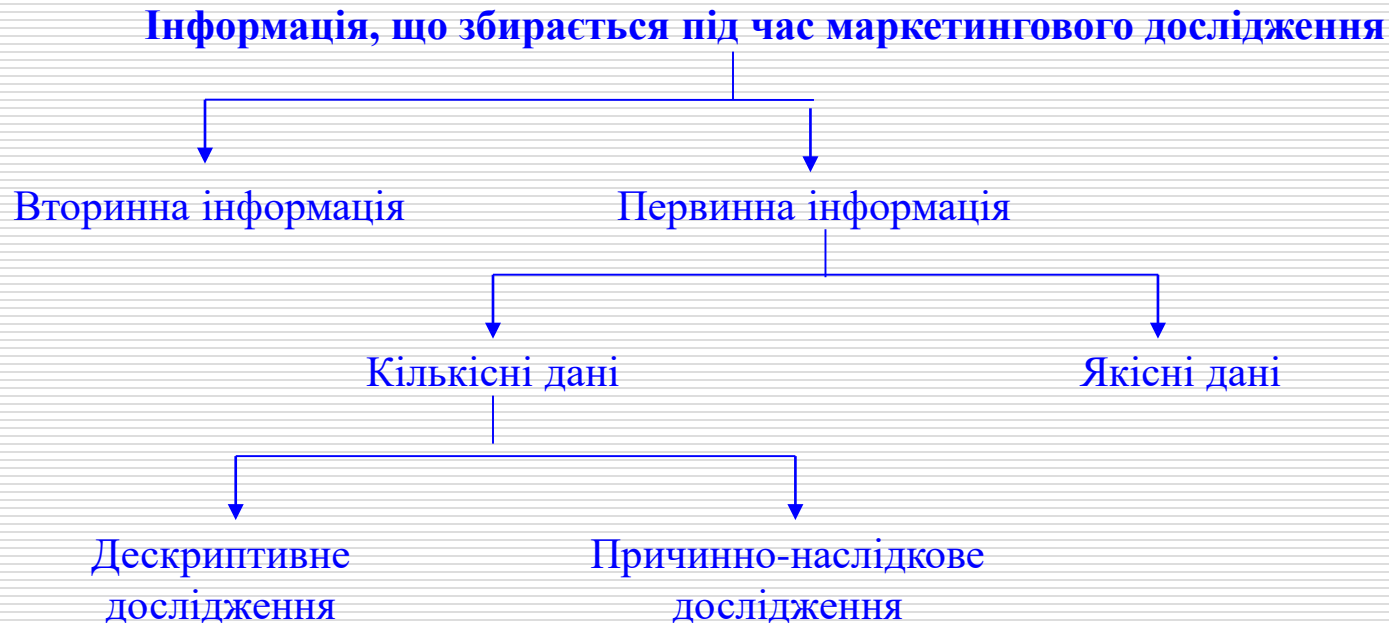 Інформація, що збирається під час маркетингового дослідження
Вторинна інформація
Первинна інформація
Кількісні дані
Якісні дані
Дескриптивне
дослідження
Причинно-наслідкове
дослідження